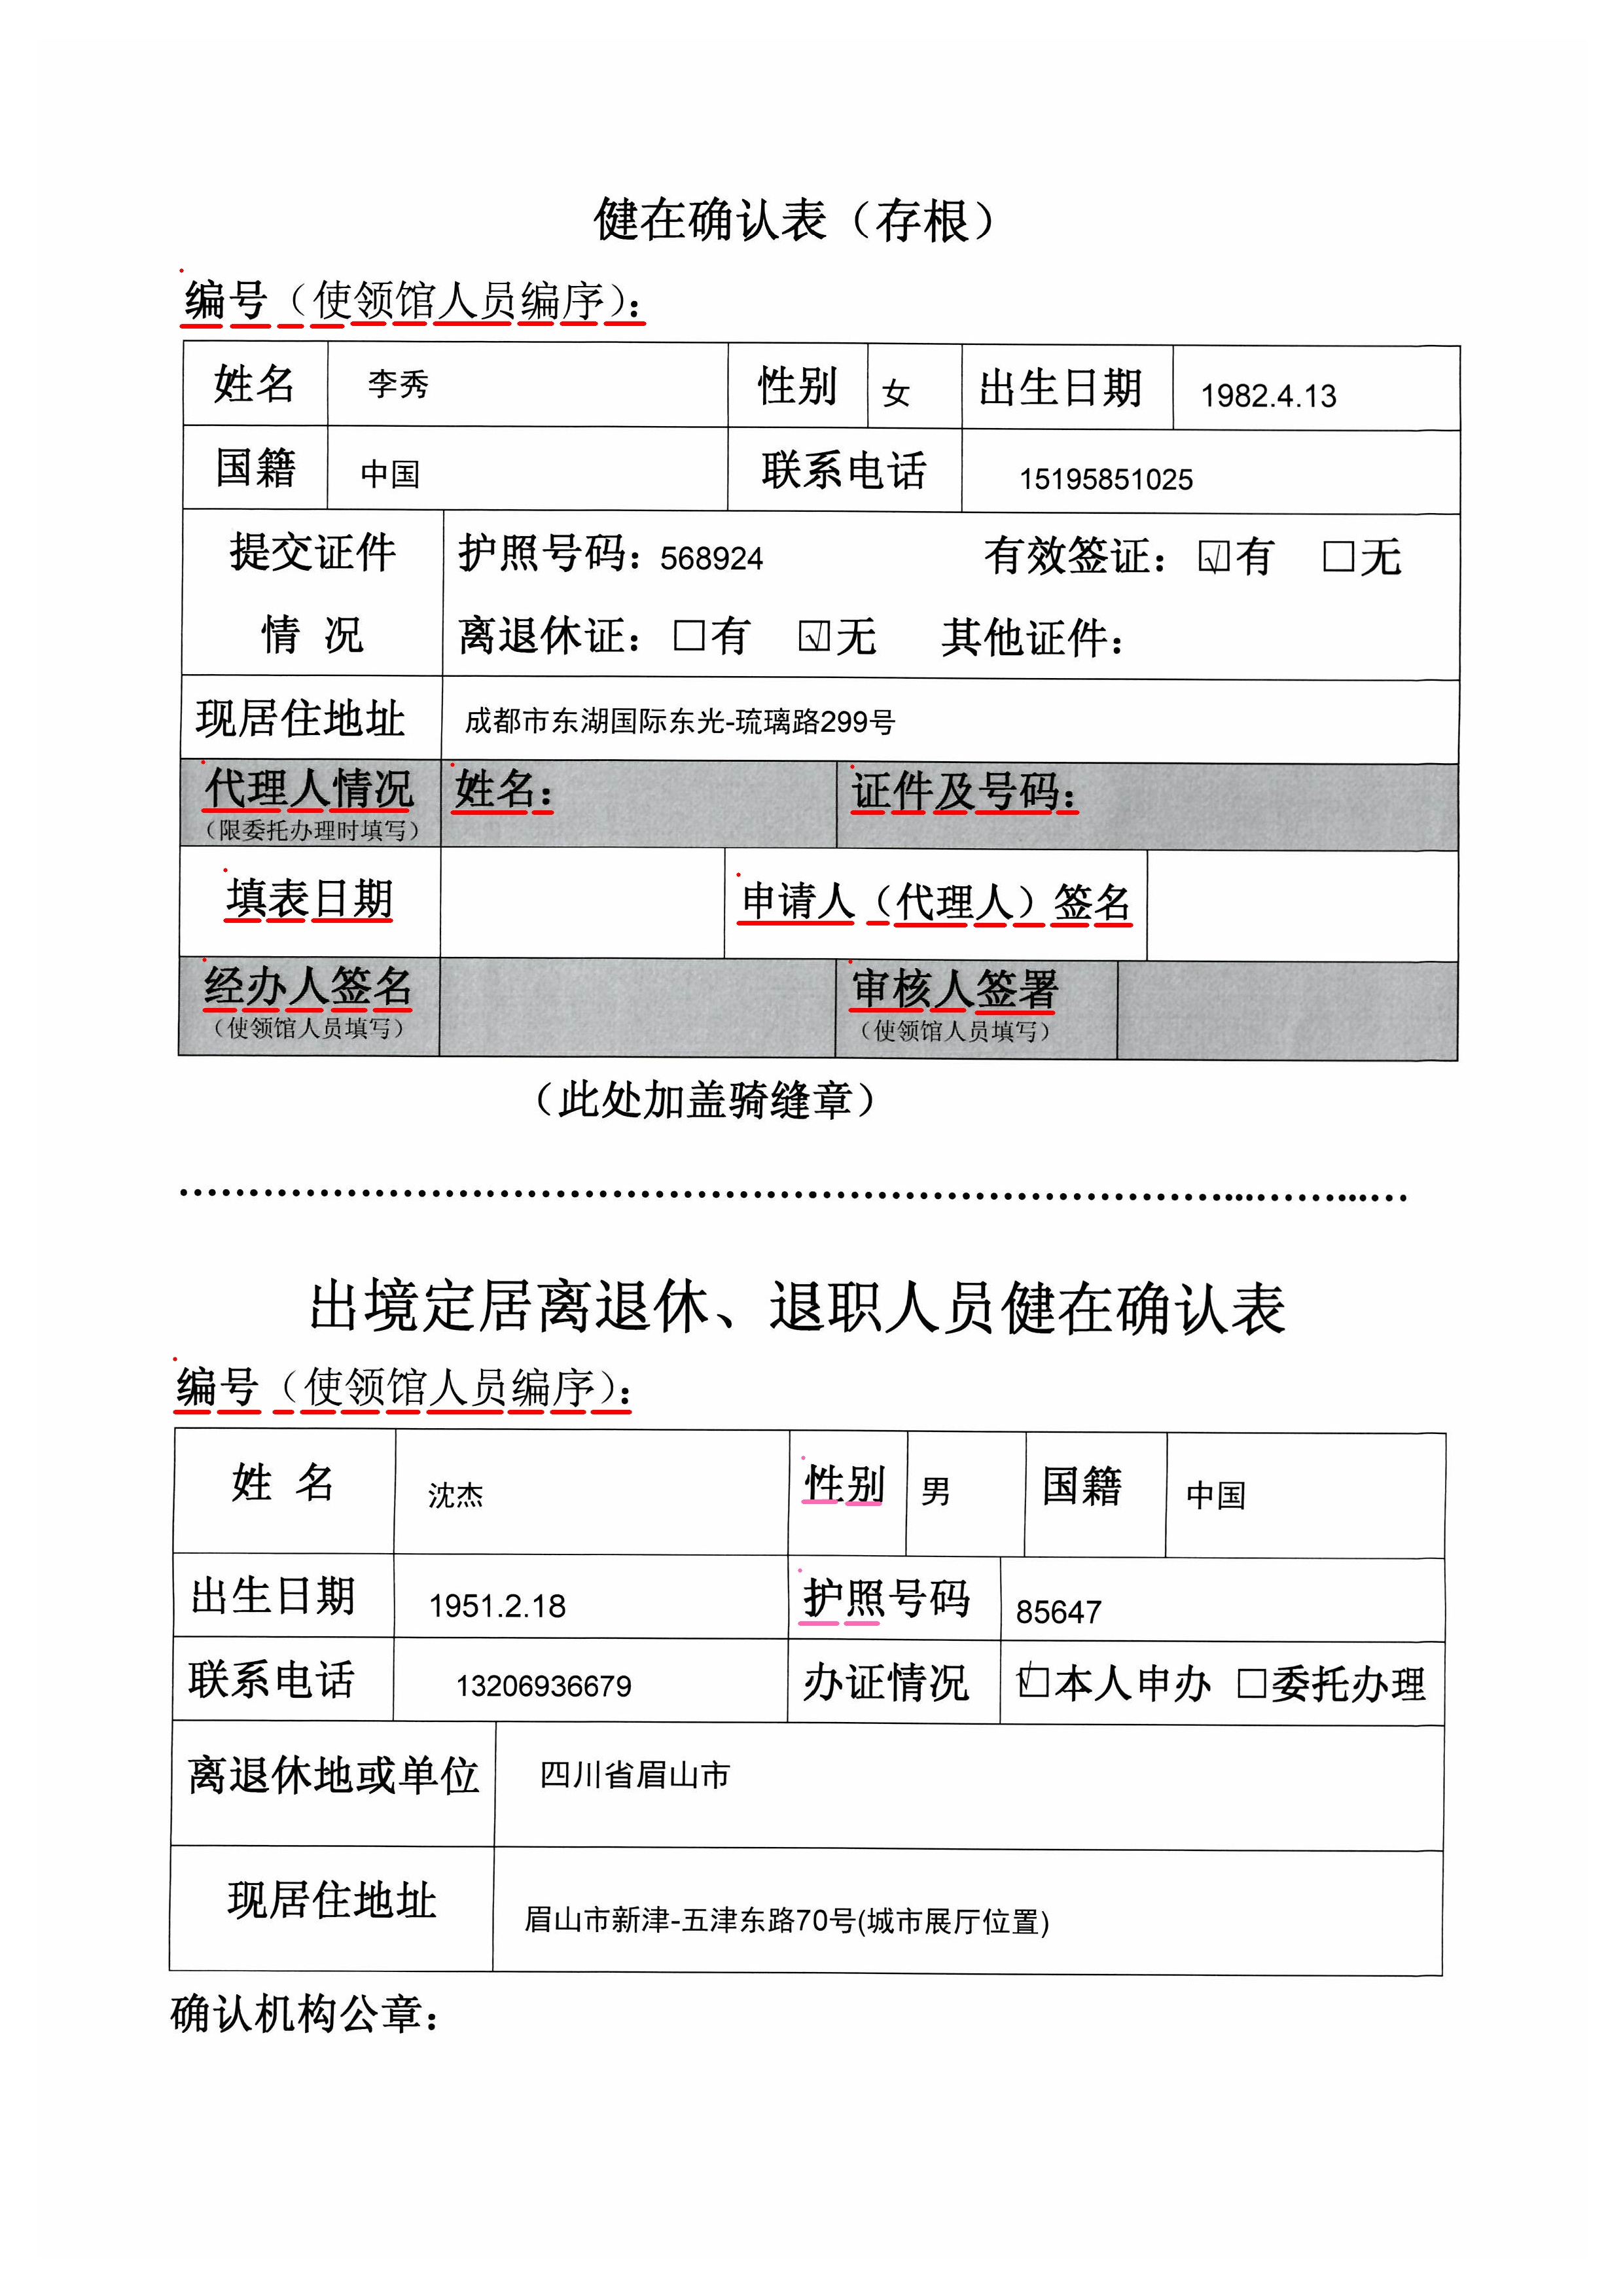 健在确认表（存根）
编号（使领馆人员编序）：
姓名 李秀 性别 女 出生日期 1982.4.13
国籍 中国 联系电话 15195851025
提交证件 护照号码：568924 有效签证：☑有 □无
情 况 离退休证：□有 ☑无 其他证件：
现居住地址 成都市东湖国际东光-琉璃路299号
代理人情况 姓名： 证件及号码：
（限委托办理时填写）
填表日期 申请人（代理人）签名
经办人签名 审核人签署
（使领馆人员填写） （使领馆人员填写）
（此处加盖骑缝章）
出境定居离退休、退职人员健在确认表
编号（使领馆人员编序）：
姓 名 沈杰 性别 男 国籍 中国
出生日期 1951.2.18 护照号码 85647
联系电话 13206936679 办证情况 ☑本人申办 □委托办理
离退休地或单位 四川省眉山市
现居住地址 眉山市新津-五津东路70号(城市展厅位置)
确认机构公章：